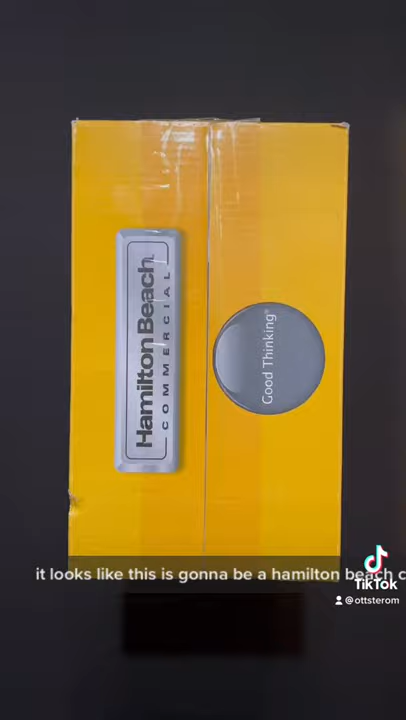 Hamilton Beach
COMMERCIAL
Good Thinking®
it looks like this is gonna be a hamilton beach c
TikTok
@ottsterom